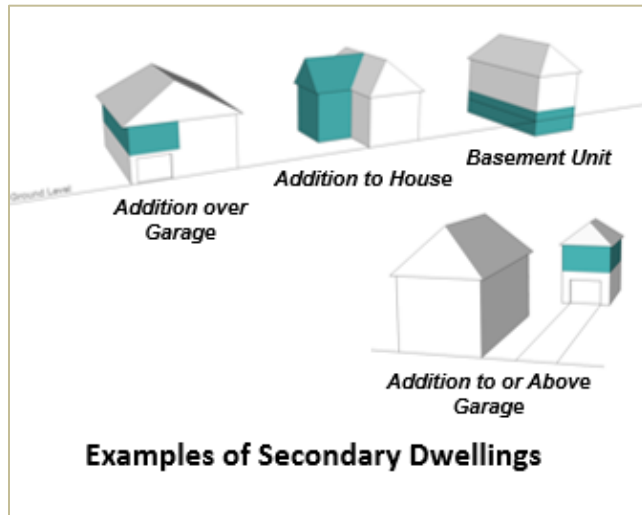 Ground Level
Addition over
Garage
Addition to House
Basement Unit
Addition to or Above
Garage
Examples of Secondary Dwellings